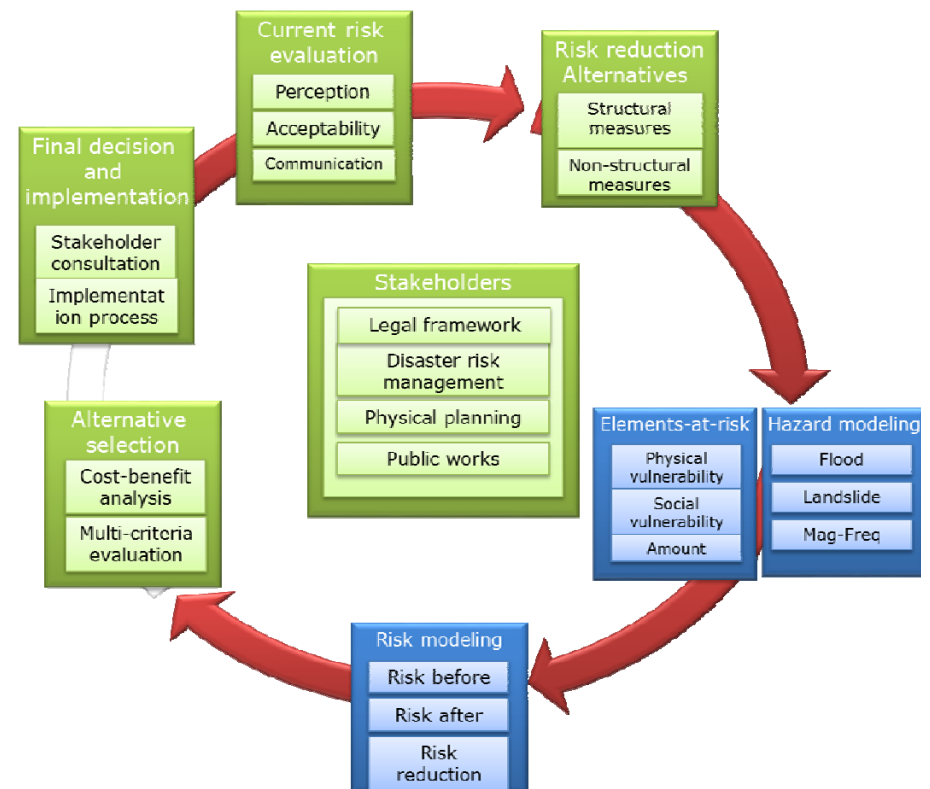 Current risk
evaluation
Perception
Acceptability
Communication
Risk reduction
Alternatives
Structural
measures
Non-structural
measures
Final decision
and
implementation
Stakeholder
consultation
Implementat
ion process
Stakeholders
Legal framework
Disaster risk
management
Physical planning
Public works
Elements-at-risk
Physical
vulnerability
Social
vulnerability
Amount
Hazard modeling
Flood
Landslide
Mag-Freq
Alternative
selection
Cost-benefit
analysis
Multi-criteria
evaluation
Risk modeling
Risk before
Risk after
Risk
reduction